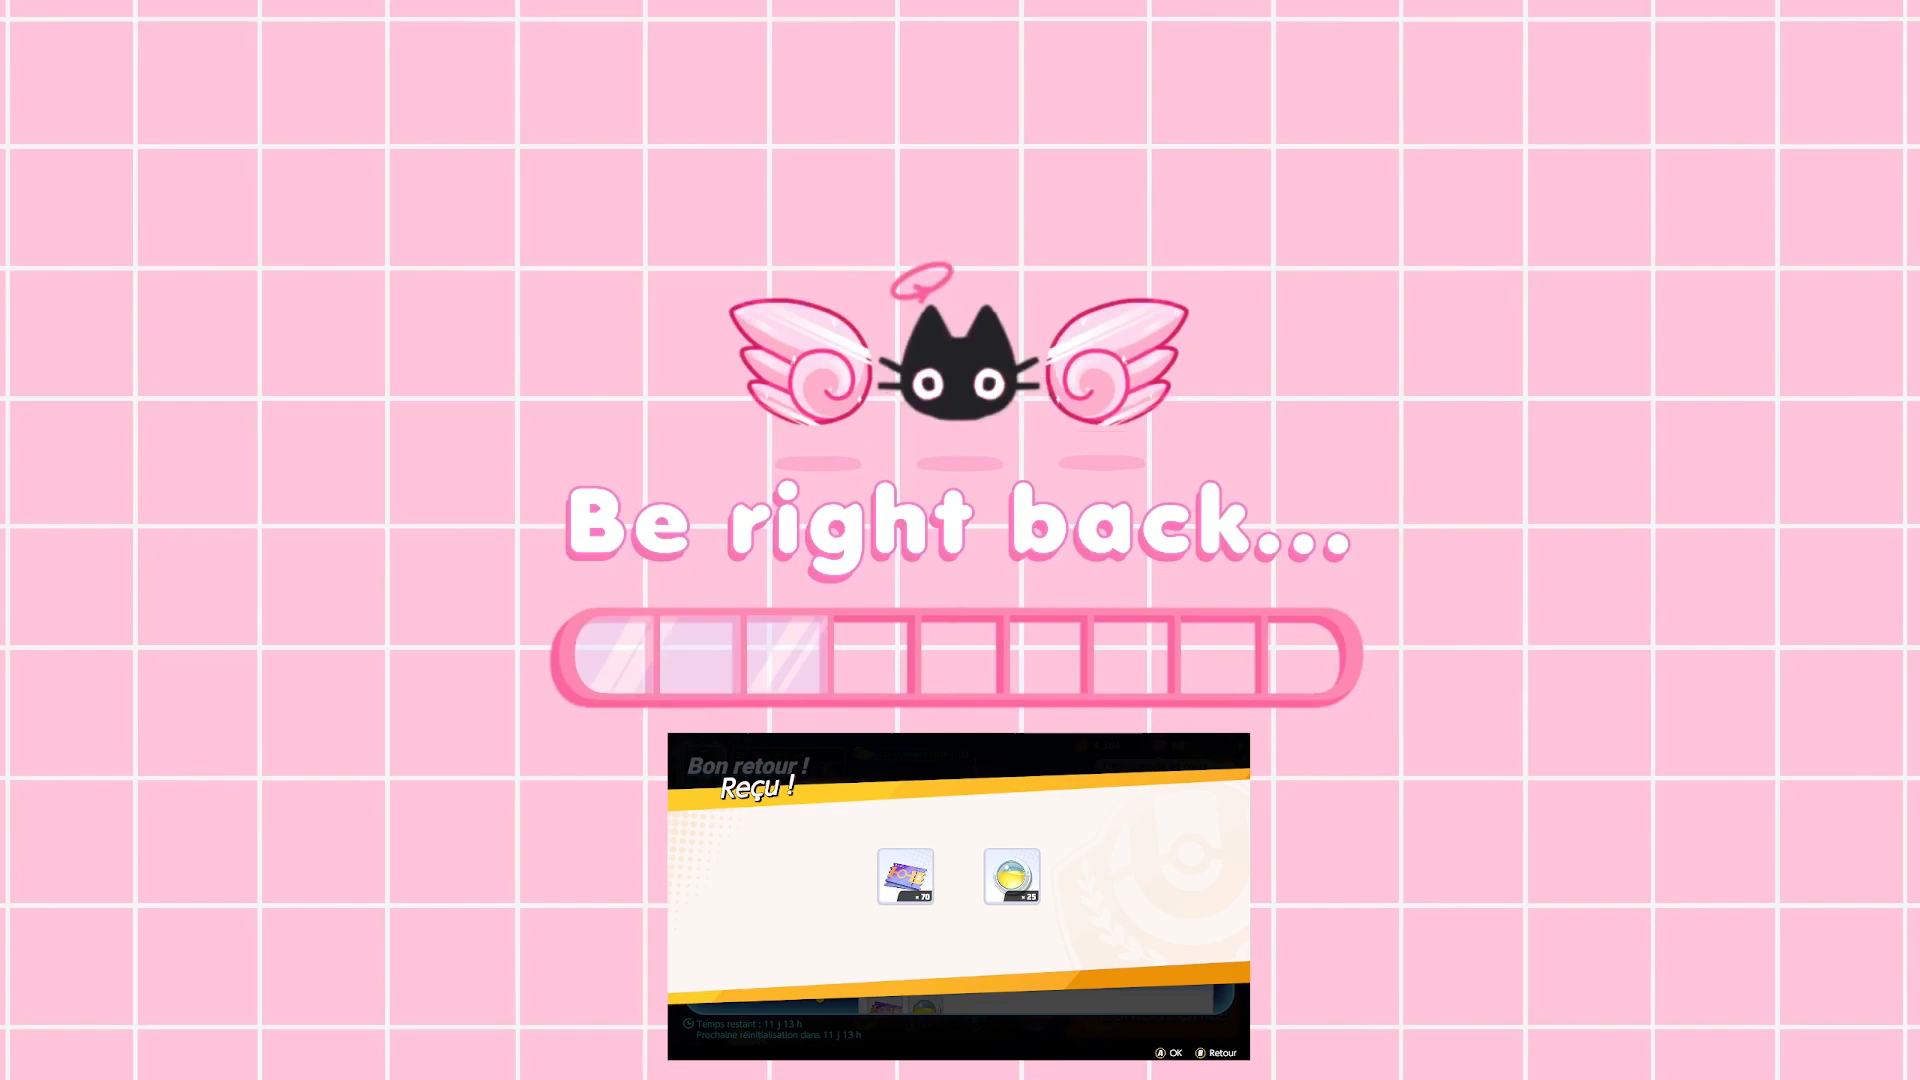 Be right back...
Bon retour !
Reçu !
× 70
× 25
Temps restant : 11 j 13 h
Prochaine réinitialisation dans 11 j 13 h
A OK B Retour